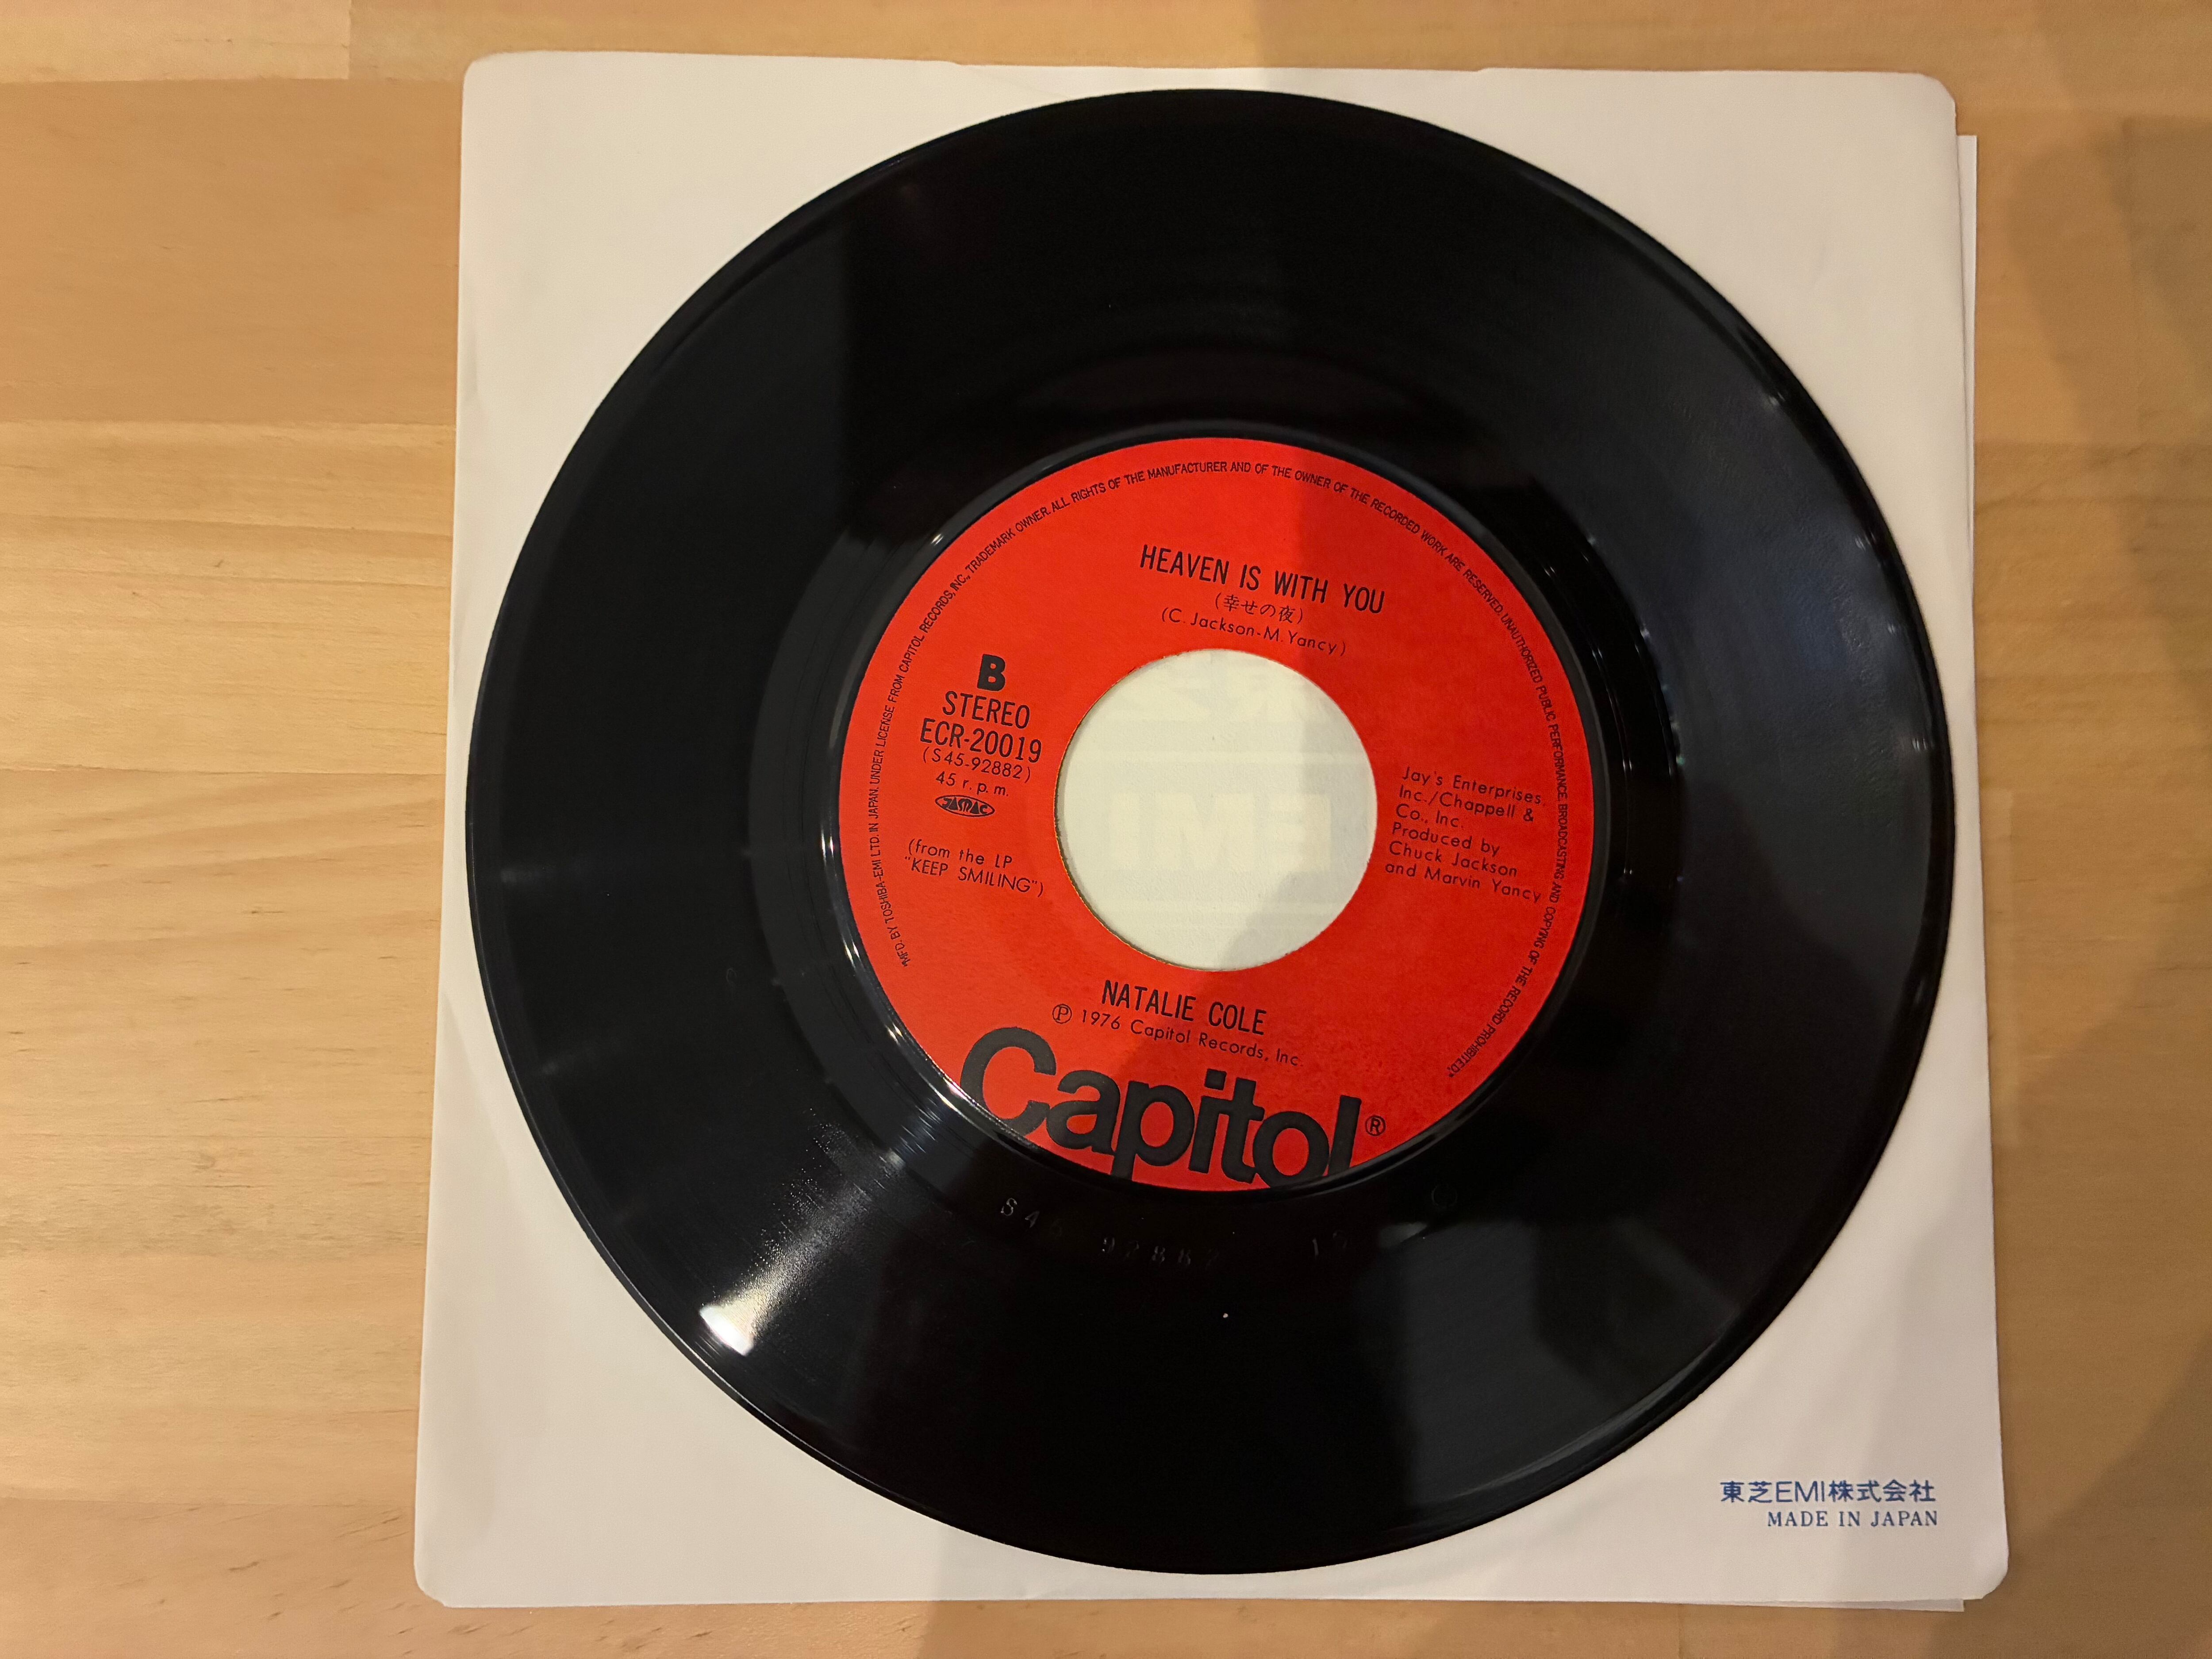 "MF'D. BY TOSHIBA-EMI LTD. IN JAPAN. UNDER LICENSE FROM CAPITOL RECORDS, INC., TRADEMARK OWNER. ALL RIGHTS OF THE MANUFACTURER AND OF THE OWNER OF THE RECORDED WORK ARE RESERVED. UNAUTHORIZED PUBLIC PERFORMANCE, BROADCASTING AND COPYING OF THE RECORD PROHIBITED."
HEAVEN IS WITH YOU
(幸せの夜)
(C. Jackson-M. Yancy)
B
STEREO
ECR-20019
(S45-92882)
45 r. p. m.
JASRAC
(from the LP
"KEEP SMILING")
Jay's Enterprises,
Inc./Chappell &
Co., Inc.
Produced by
Chuck Jackson
and Marvin Yancy
EMI
NATALIE COLE
Ⓟ 1976 Capitol Records, Inc.
Capitol®
S45 92882
東芝EMI株式会社
MADE IN JAPAN